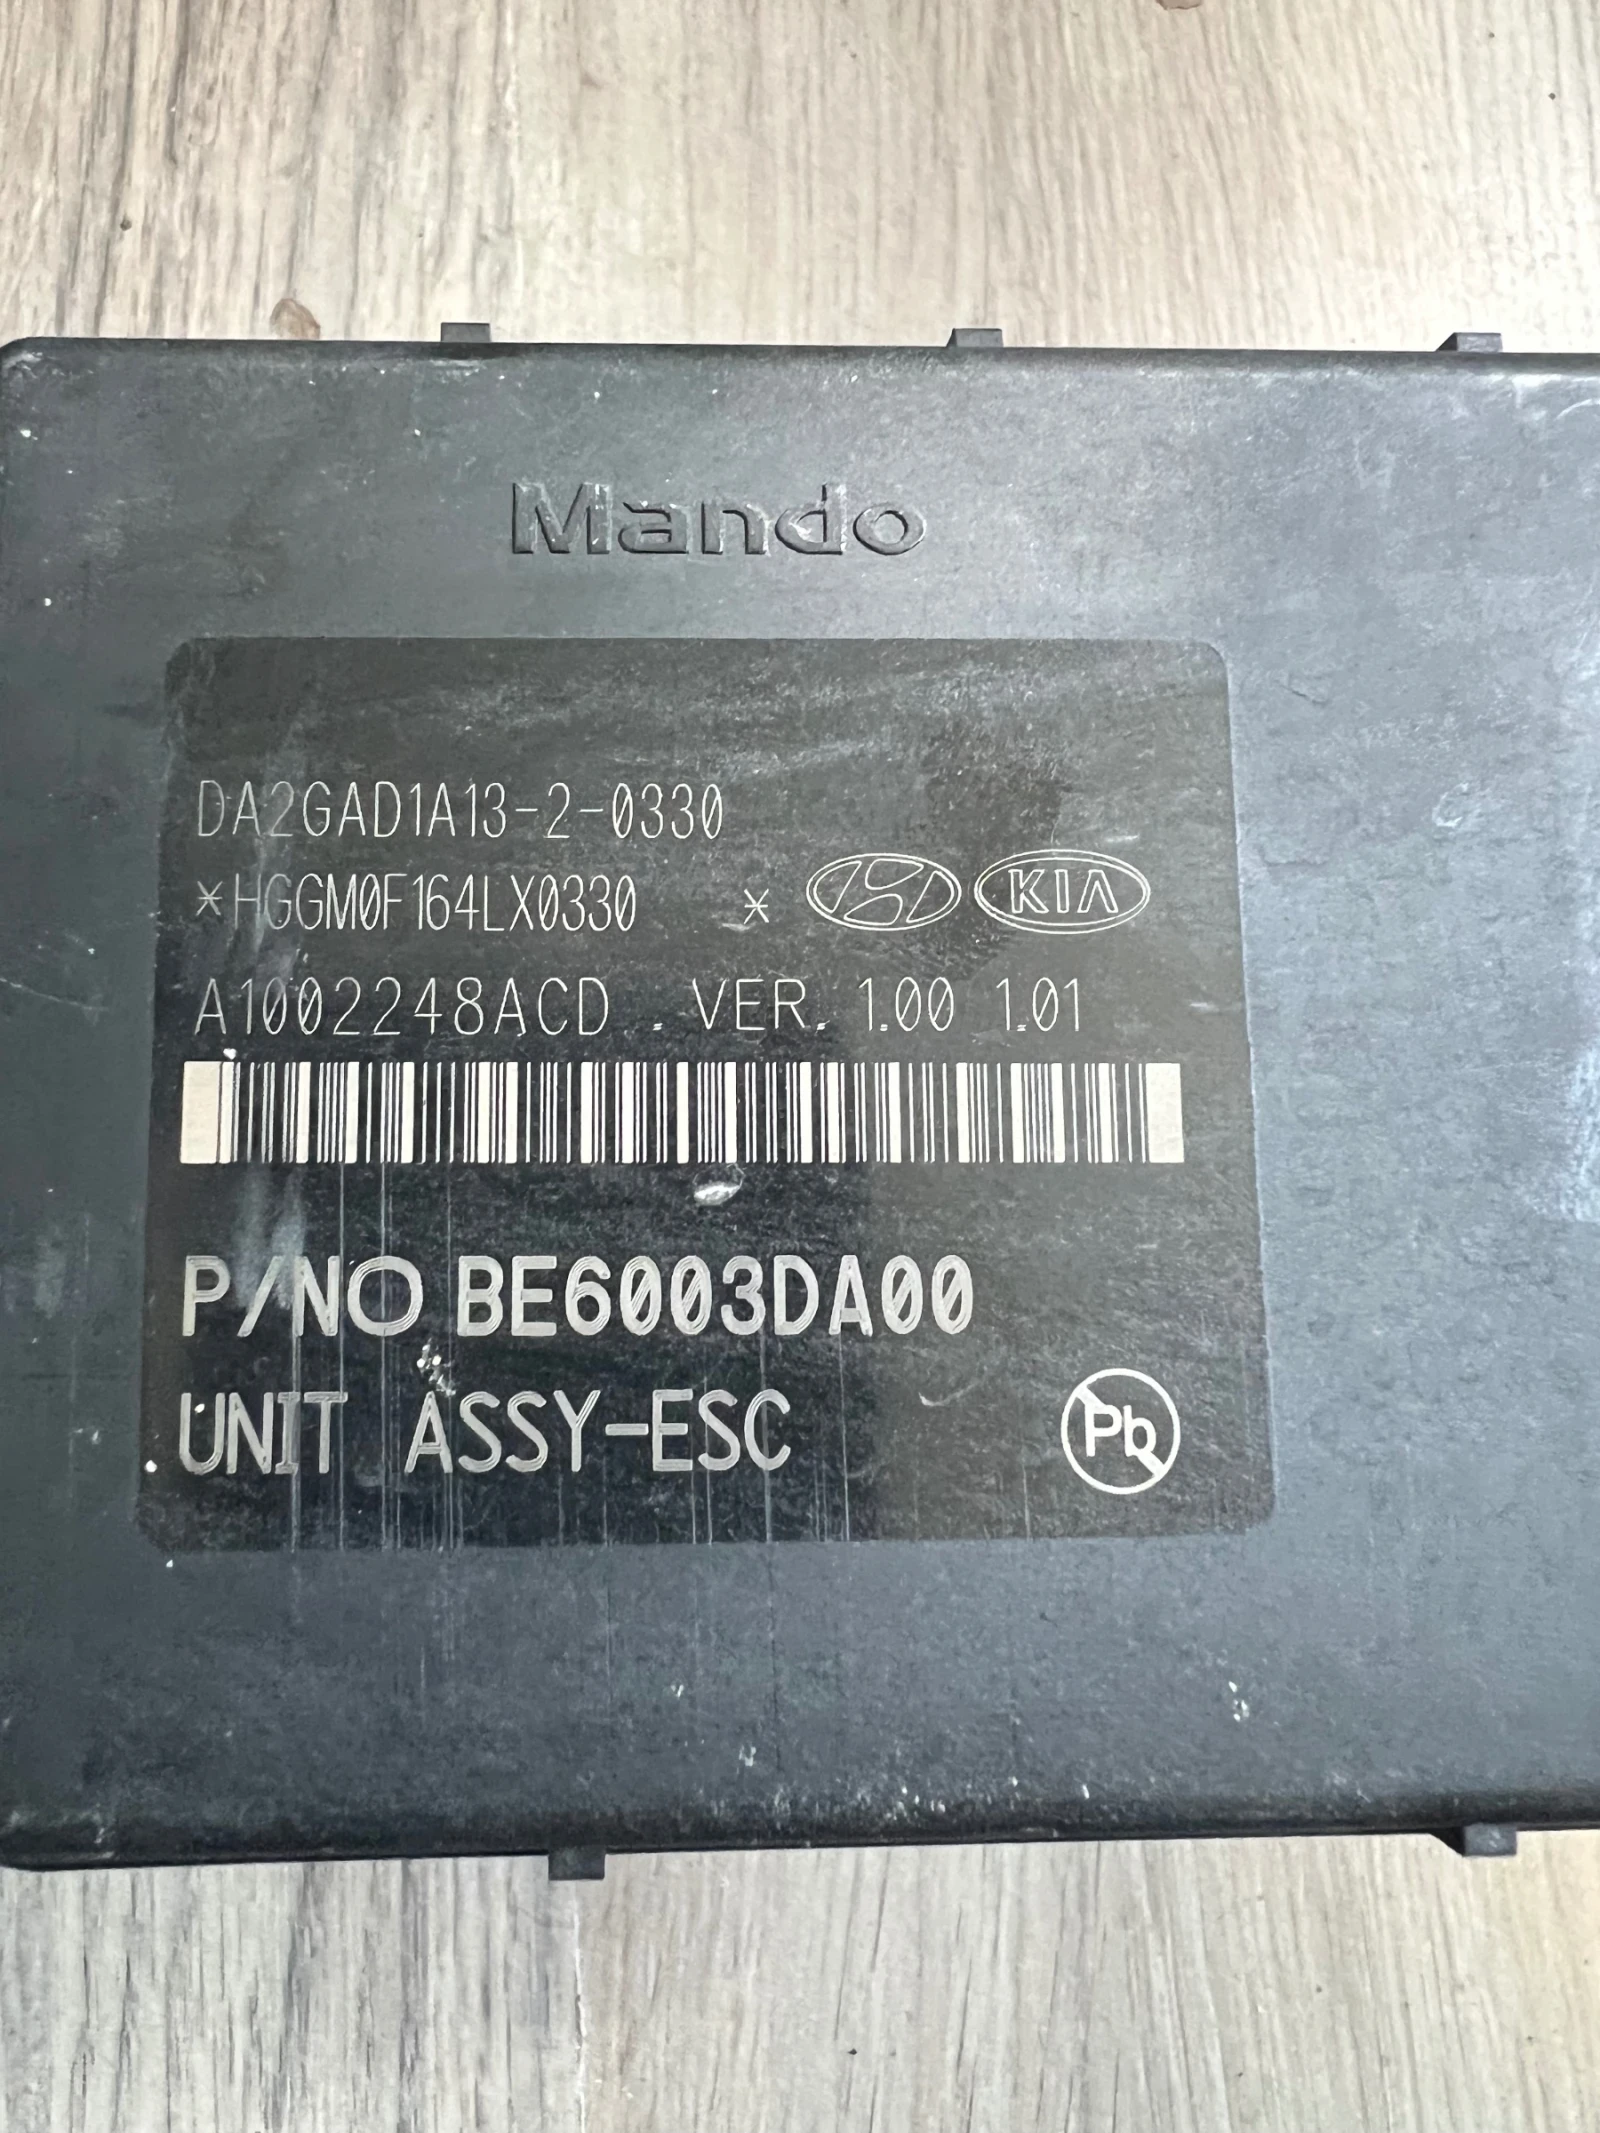 Mando
DA2GAD1A13-2-0330
*HGGM0F164LX0330 * KIA
A1002248ACD . VER. 1.00 1.01
P/NO BE6003DA00
UNIT ASSY-ESC
Pb